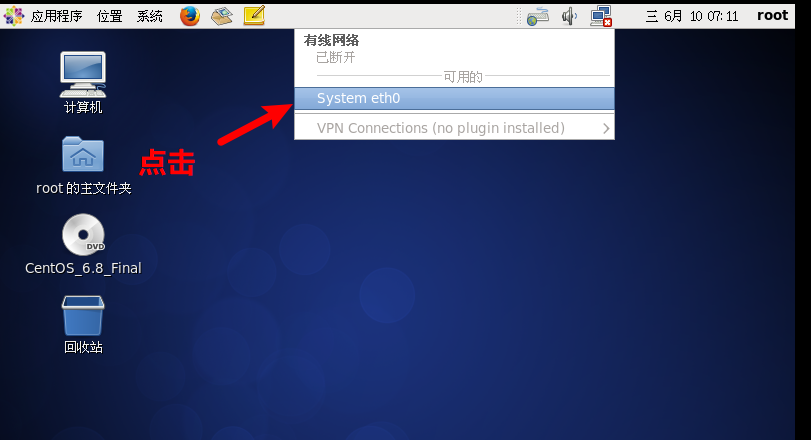 应用程序 位置 系统 三 6月 10 07:11 root
有线网络
已断开
可用的
System eth0
VPN Connections (no plugin installed)
计算机
点击
root 的主文件夹
DVD
CentOS_6.8_Final
回收站